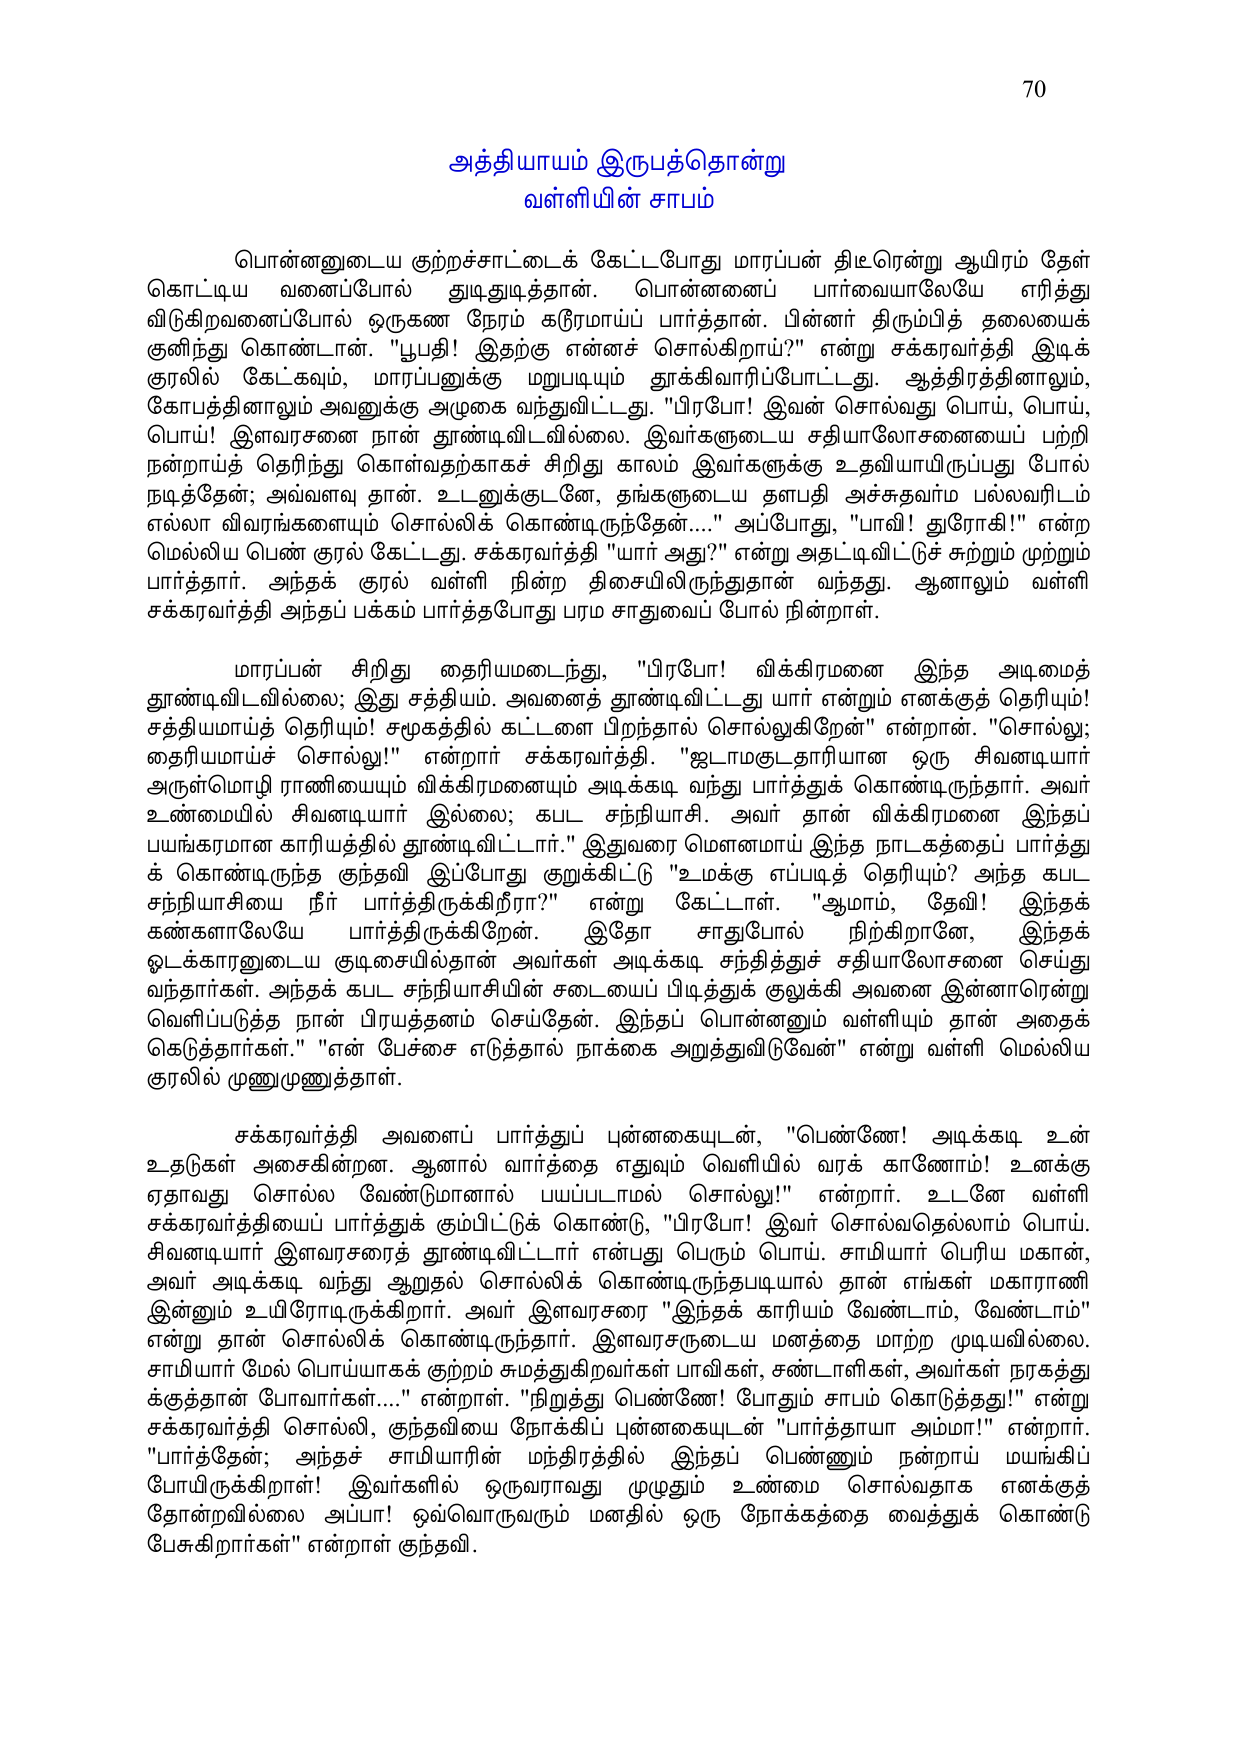 70
அத்தியாயம் இருபத்தொன்று
வள்ளியின் சாபம்
பொன்னனுடைய குற்றச்சாட்டைக் கேட்டபோது மாரப்பன் திடீரென்று ஆயிரம் தேள்
கொட்டிய வனைப்போல் துடிதுடித்தான். பொன்னனைப் பார்வையாலேயே எரித்து
விடுகிறவனைப்போல் ஒருகண நேரம் கடூரமாய்ப் பார்த்தான். பின்னர் திரும்பித் தலையைக்
குனிந்து கொண்டான். "பூபதி! இதற்கு என்னச் சொல்கிறாய்?" என்று சக்கரவர்த்தி இடிக்
குரலில் கேட்கவும், மாரப்பனுக்கு மறுபடியும் தூக்கிவாரிப்போட்டது. ஆத்திரத்தினாலும்,
கோபத்தினாலும் அவனுக்கு அழுகை வந்துவிட்டது. "பிரபோ! இவன் சொல்வது பொய், பொய்,
பொய்! இளவரசனை நான் தூண்டிவிடவில்லை. இவர்களுடைய சதியாலோசனையைப் பற்றி
நன்றாய்த் தெரிந்து கொள்வதற்காகச் சிறிது காலம் இவர்களுக்கு உதவியாயிருப்பது போல்
நடித்தேன்; அவ்வளவு தான். உடனுக்குடனே, தங்களுடைய தளபதி அச்சுதவர்ம பல்லவரிடம்
எல்லா விவரங்களையும் சொல்லிக் கொண்டிருந்தேன்...." அப்போது, "பாவி! துரோகி!" என்ற
மெல்லிய பெண் குரல் கேட்டது. சக்கரவர்த்தி "யார் அது?" என்று அதட்டிவிட்டுச் சுற்றும் முற்றும்
பார்த்தார். அந்தக் குரல் வள்ளி நின்ற திசையிலிருந்துதான் வந்தது. ஆனாலும் வள்ளி
சக்கரவர்த்தி அந்தப் பக்கம் பார்த்தபோது பரம சாதுவைப் போல் நின்றாள்.
மாரப்பன் சிறிது தைரியமடைந்து, "பிரபோ! விக்கிரமனை இந்த அடிமைத்
தூண்டிவிடவில்லை; இது சத்தியம். அவனைத் தூண்டிவிட்டது யார் என்றும் எனக்குத் தெரியும்!
சத்தியமாய்த் தெரியும்! சமூகத்தில் கட்டளை பிறந்தால் சொல்லுகிறேன்" என்றான். "சொல்லு;
தைரியமாய்ச் சொல்லு!" என்றார் சக்கரவர்த்தி. "ஜடாமகுடதாரியான ஒரு சிவனடியார்
அருள்மொழி ராணியையும் விக்கிரமனையும் அடிக்கடி வந்து பார்த்துக் கொண்டிருந்தார். அவர்
உண்மையில் சிவனடியார் இல்லை; கபட சந்நியாசி. அவர் தான் விக்கிரமனை இந்தப்
பயங்கரமான காரியத்தில் தூண்டிவிட்டார்." இதுவரை மௌனமாய் இந்த நாடகத்தைப் பார்த்து
க் கொண்டிருந்த குந்தவி இப்போது குறுக்கிட்டு "உமக்கு எப்படித் தெரியும்? அந்த கபட
சந்நியாசியை நீர் பார்த்திருக்கிறீரா?" என்று கேட்டாள். "ஆமாம், தேவி! இந்தக்
கண்களாலேயே பார்த்திருக்கிறேன். இதோ சாதுபோல் நிற்கிறானே, இந்தக்
ஓடக்காரனுடைய குடிசையில்தான் அவர்கள் அடிக்கடி சந்தித்துச் சதியாலோசனை செய்து
வந்தார்கள். அந்தக் கபட சந்நியாசியின் சடையைப் பிடித்துக் குலுக்கி அவனை இன்னாரென்று
வெளிப்படுத்த நான் பிரயத்தனம் செய்தேன். இந்தப் பொன்னனும் வள்ளியும் தான் அதைக்
கெடுத்தார்கள்." "என் பேச்சை எடுத்தால் நாக்கை அறுத்துவிடுவேன்" என்று வள்ளி மெல்லிய
குரலில் முணுமுணுத்தாள்.
சக்கரவர்த்தி அவளைப் பார்த்துப் புன்னகையுடன், "பெண்ணே! அடிக்கடி உன்
உதடுகள் அசைகின்றன. ஆனால் வார்த்தை எதுவும் வெளியில் வரக் காணோம்! உனக்கு
ஏதாவது சொல்ல வேண்டுமானால் பயப்படாமல் சொல்லு!" என்றார். உடனே வள்ளி
சக்கரவர்த்தியைப் பார்த்துக் கும்பிட்டுக் கொண்டு, "பிரபோ! இவர் சொல்வதெல்லாம் பொய்.
சிவனடியார் இளவரசரைத் தூண்டிவிட்டார் என்பது பெரும் பொய். சாமியார் பெரிய மகான்,
அவர் அடிக்கடி வந்து ஆறுதல் சொல்லிக் கொண்டிருந்தபடியால் தான் எங்கள் மகாராணி
இன்னும் உயிரோடிருக்கிறார். அவர் இளவரசரை "இந்தக் காரியம் வேண்டாம், வேண்டாம்"
என்று தான் சொல்லிக் கொண்டிருந்தார். இளவரசருடைய மனத்தை மாற்ற முடியவில்லை.
சாமியார் மேல் பொய்யாகக் குற்றம் சுமத்துகிறவர்கள் பாவிகள், சண்டாளிகள், அவர்கள் நரகத்து
க்குத்தான் போவார்கள்...." என்றாள். "நிறுத்து பெண்ணே! போதும் சாபம் கொடுத்தது!" என்று
சக்கரவர்த்தி சொல்லி, குந்தவியை நோக்கிப் புன்னகையுடன் "பார்த்தாயா அம்மா!" என்றார்.
"பார்த்தேன்; அந்தச் சாமியாரின் மந்திரத்தில் இந்தப் பெண்ணும் நன்றாய் மயங்கிப்
போயிருக்கிறாள்! இவர்களில் ஒருவராவது முழுதும் உண்மை சொல்வதாக எனக்குத்
தோன்றவில்லை அப்பா! ஒவ்வொருவரும் மனதில் ஒரு நோக்கத்தை வைத்துக் கொண்டு
பேசுகிறார்கள்" என்றாள் குந்தவி.